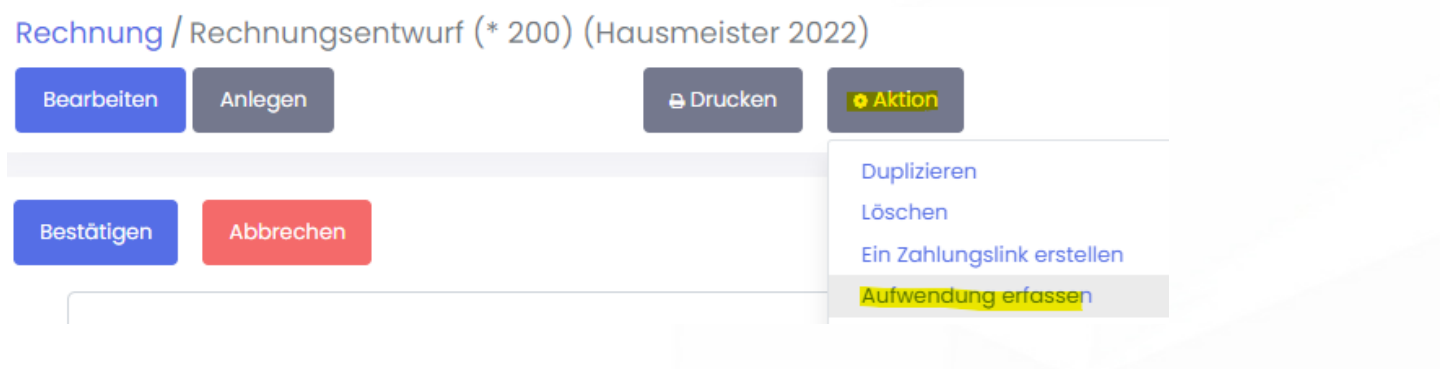 Rechnung / Rechnungsentwurf (* 200) (Hausmeister 2022)
Bearbeiten Anlegen Drucken Aktion
Duplizieren
Löschen
Bestätigen Abbrechen
Ein Zahlungslink erstellen
Aufwendung erfassen